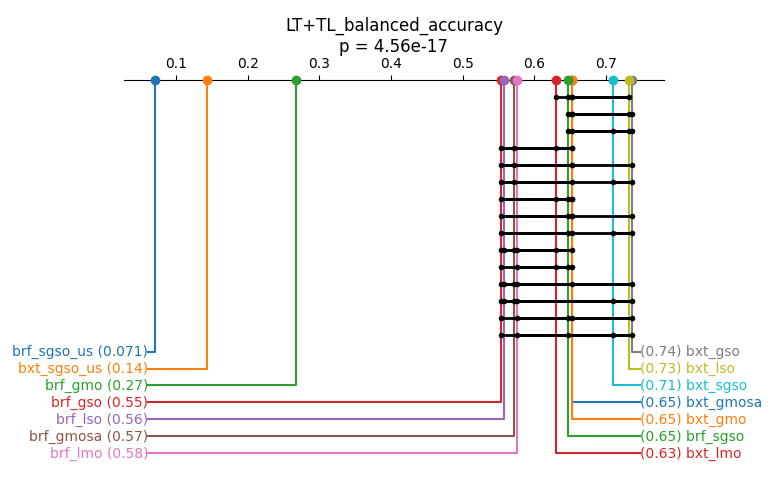 LT+TL_balanced_accuracy
p = 4.56e-17
0.1 0.2 0.3 0.4 0.5 0.6 0.7
brf_sgso_us (0.071) (0.74) bxt_gso
bxt_sgso_us (0.14) (0.73) bxt_lso
brf_gmo (0.27) (0.71) bxt_sgso
brf_gso (0.55) (0.65) bxt_gmosa
brf_lso (0.56) (0.65) bxt_gmo
brf_gmosa (0.57) (0.65) brf_sgso
brf_lmo (0.58) (0.63) bxt_lmo